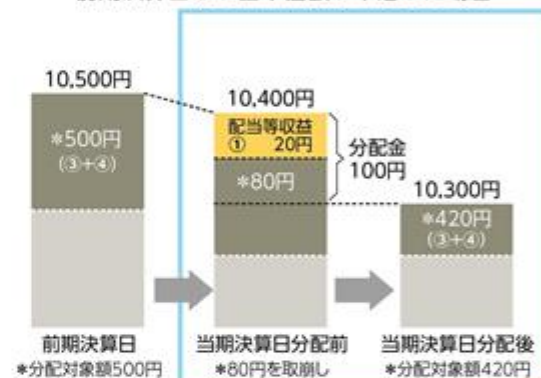 10,500円
*500円
(③+④)
10,400円
配当等収益
① 20円
*80円
分配金
100円
10,300円
*420円
(③+④)
前期決算日
*分配対象額500円
当期決算日分配前
*80円を取崩し
当期決算日分配後
*分配対象額420円